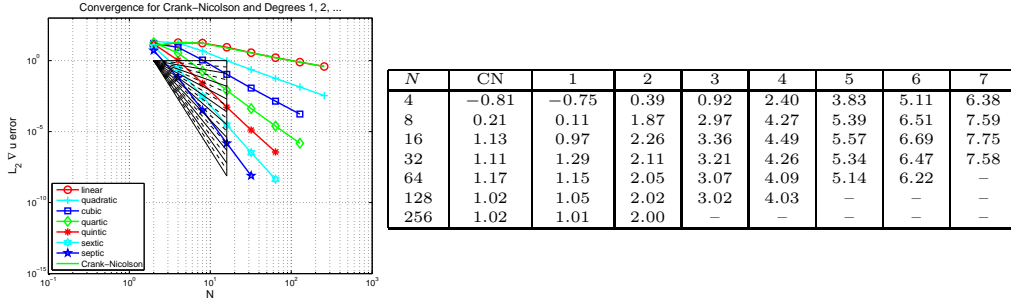 Convergence for Crank−Nicolson and Degrees 1, 2, ...
10^0
10^−5
10^−10
10^−15
L2 ∇ u error
linear
quadratic
cubic
quartic
quintic
sextic
septic
Crank−Nicolson
10^−1 10^0 10^1 10^2 10^3
N
N CN 1 2 3 4 5 6 7
4 −0.81 −0.75 0.39 0.92 2.40 3.83 5.11 6.38
8 0.21 0.11 1.87 2.97 4.27 5.39 6.51 7.59
16 1.13 0.97 2.26 3.36 4.49 5.57 6.69 7.75
32 1.11 1.29 2.11 3.21 4.26 5.34 6.47 7.58
64 1.17 1.15 2.05 3.07 4.09 5.14 6.22 –
128 1.02 1.05 2.02 3.02 4.03 – – –
256 1.02 1.01 2.00 – – – – –